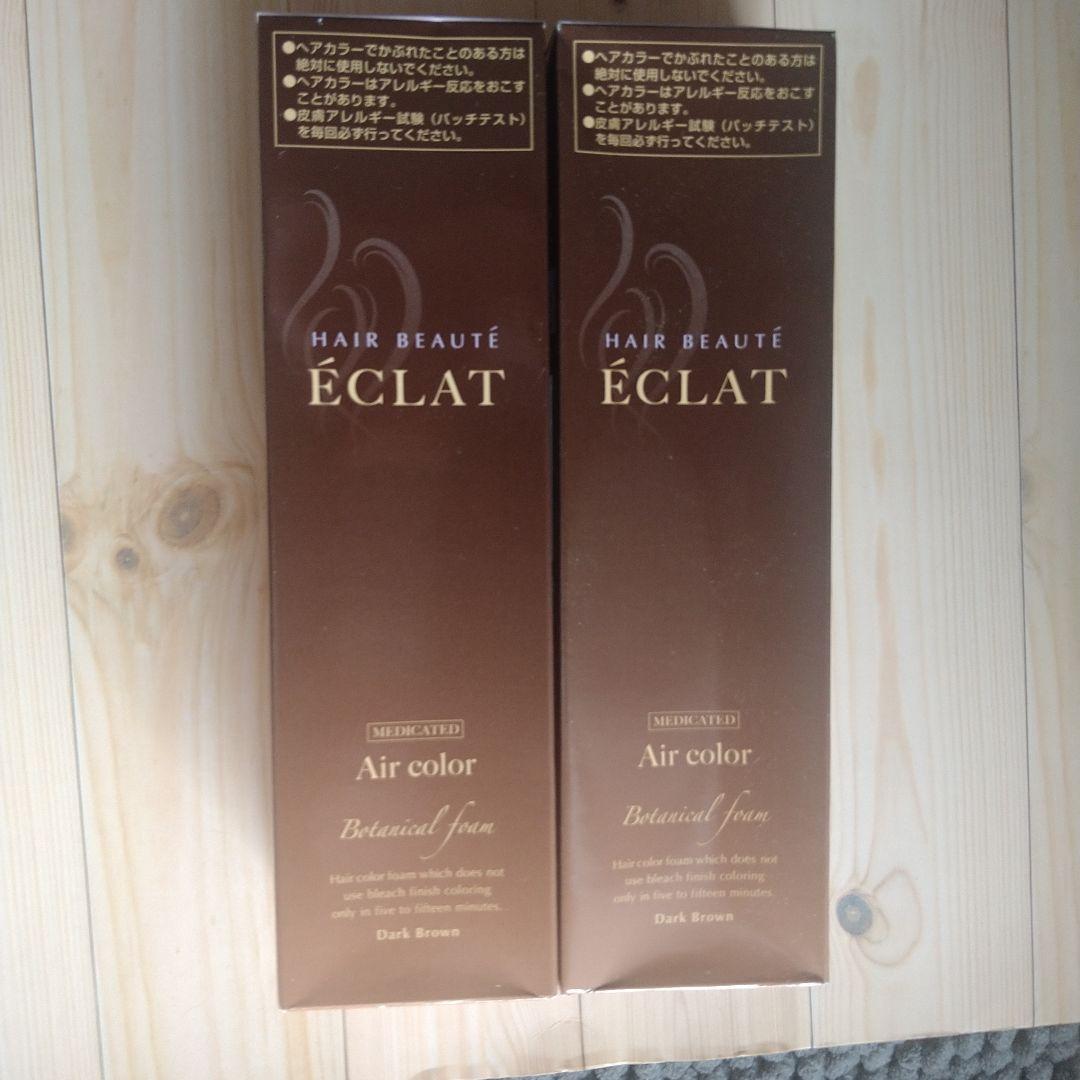 ●ヘアカラーでかぶれたことのある方は
絶対に使用しないでください。
●ヘアカラーはアレルギー反応をおこす
ことがあります。
●皮膚アレルギー試験（パッチテスト）
を毎回必ず行ってください。
HAIR BEAUTÉ
ÉCLAT
MEDICATED
Air color
Botanical foam
Hair color foam which does not
use bleach finish coloring
only in five to fifteen minutes.
Dark Brown
●ヘアカラーでかぶれたことのある方は
絶対に使用しないでください。
●ヘアカラーはアレルギー反応をおこす
ことがあります。
●皮膚アレルギー試験（パッチテスト）
を毎回必ず行ってください。
HAIR BEAUTÉ
ÉCLAT
MEDICATED
Air color
Botanical foam
Hair color foam which does not
use bleach finish coloring
only in five to fifteen minutes.
Dark Brown